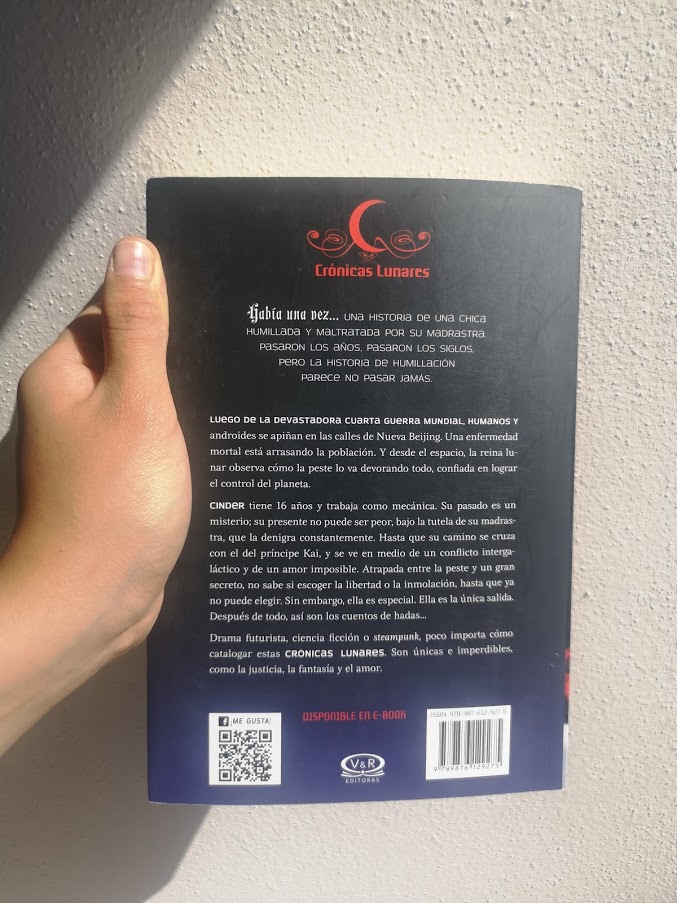 Crónicas Lunares
Había una vez... UNA HISTORIA DE UNA CHICA
HUMILLADA Y MALTRATADA POR SU MADRASTRA.
PASARON LOS AÑOS, PASARON LOS SIGLOS,
PERO LA HISTORIA DE HUMILLACIÓN
PARECE NO PASAR JAMÁS.
LUEGO DE LA DEVASTADORA CUARTA GUERRA MUNDIAL, HUMANOS Y
androides se apiñan en las calles de Nueva Beijing. Una enfermedad
mortal está arrasando la población. Y desde el espacio, la reina lu-
nar observa cómo la peste lo va devorando todo, confiada en lograr
el control del planeta.
CINDER tiene 16 años y trabaja como mecánica. Su pasado es un
misterio; su presente no puede ser peor, bajo la tutela de su madras-
tra, que la denigra constantemente. Hasta que su camino se cruza
con el del príncipe Kai, y se ve en medio de un conflicto interga-
láctico y de un amor imposible. Atrapada entre la peste y un gran
secreto, no sabe si escoger la libertad o la inmolación, hasta que ya
no puede elegir. Sin embargo, ella es especial. Ella es la única salida.
Después de todo, así son los cuentos de hadas...
Drama futurista, ciencia ficción o steampunk, poco importa cómo
catalogar estas CRÓNICAS LUNARES. Son únicas e imperdibles,
como la justicia, la fantasía y el amor.
f ¡ME GUSTA!
DISPONIBLE EN E-BOOK
V&R
EDITORAS
ISBN 978-987-612-927-5
9 789876 129275